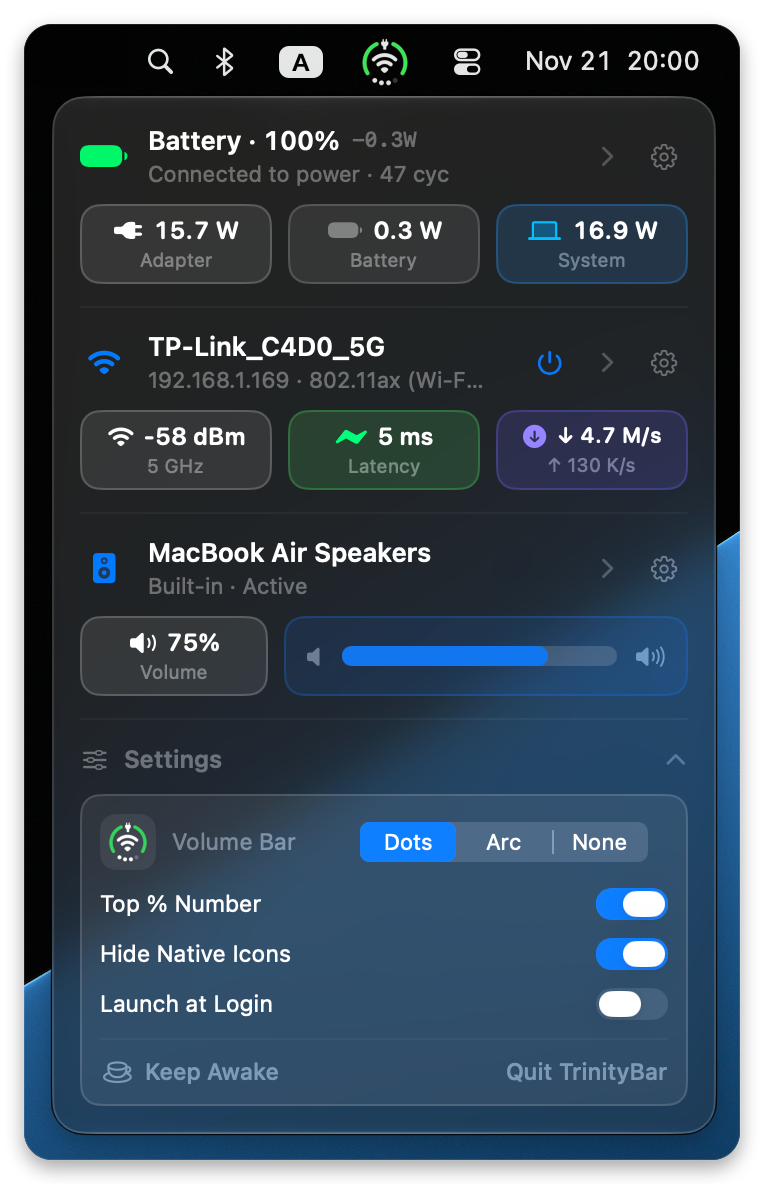 A
Nov 21 20:00
Battery · 100% −0.3W
Connected to power · 47 cyc
15.7 W
Adapter
0.3 W
Battery
16.9 W
System
TP-Link_C4D0_5G
192.168.1.169 · 802.11ax (Wi-F...
-58 dBm
5 GHz
5 ms
Latency
↓ 4.7 M/s
↑ 130 K/s
MacBook Air Speakers
Built-in · Active
75%
Volume
Settings
Volume Bar
Dots
Arc
None
Top % Number
Hide Native Icons
Launch at Login
Keep Awake
Quit TrinityBar